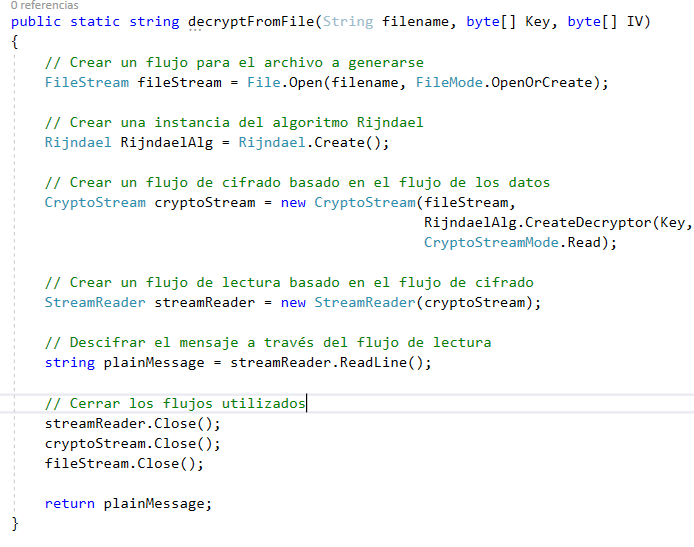 0 referencias
public static string decryptFromFile(String filename, byte[] Key, byte[] IV)
{
// Crear un flujo para el archivo a generarse
FileStream fileStream = File.Open(filename, FileMode.OpenOrCreate);
// Crear una instancia del algoritmo Rijndael
Rijndael RijndaelAlg = Rijndael.Create();
// Crear un flujo de cifrado basado en el flujo de los datos
CryptoStream cryptoStream = new CryptoStream(fileStream,
RijndaelAlg.CreateDecryptor(Key,
CryptoStreamMode.Read);
// Crear un flujo de lectura basado en el flujo de cifrado
StreamReader streamReader = new StreamReader(cryptoStream);
// Descifrar el mensaje a través del flujo de lectura
string plainMessage = streamReader.ReadLine();
// Cerrar los flujos utilizados
streamReader.Close();
cryptoStream.Close();
fileStream.Close();
return plainMessage;
}